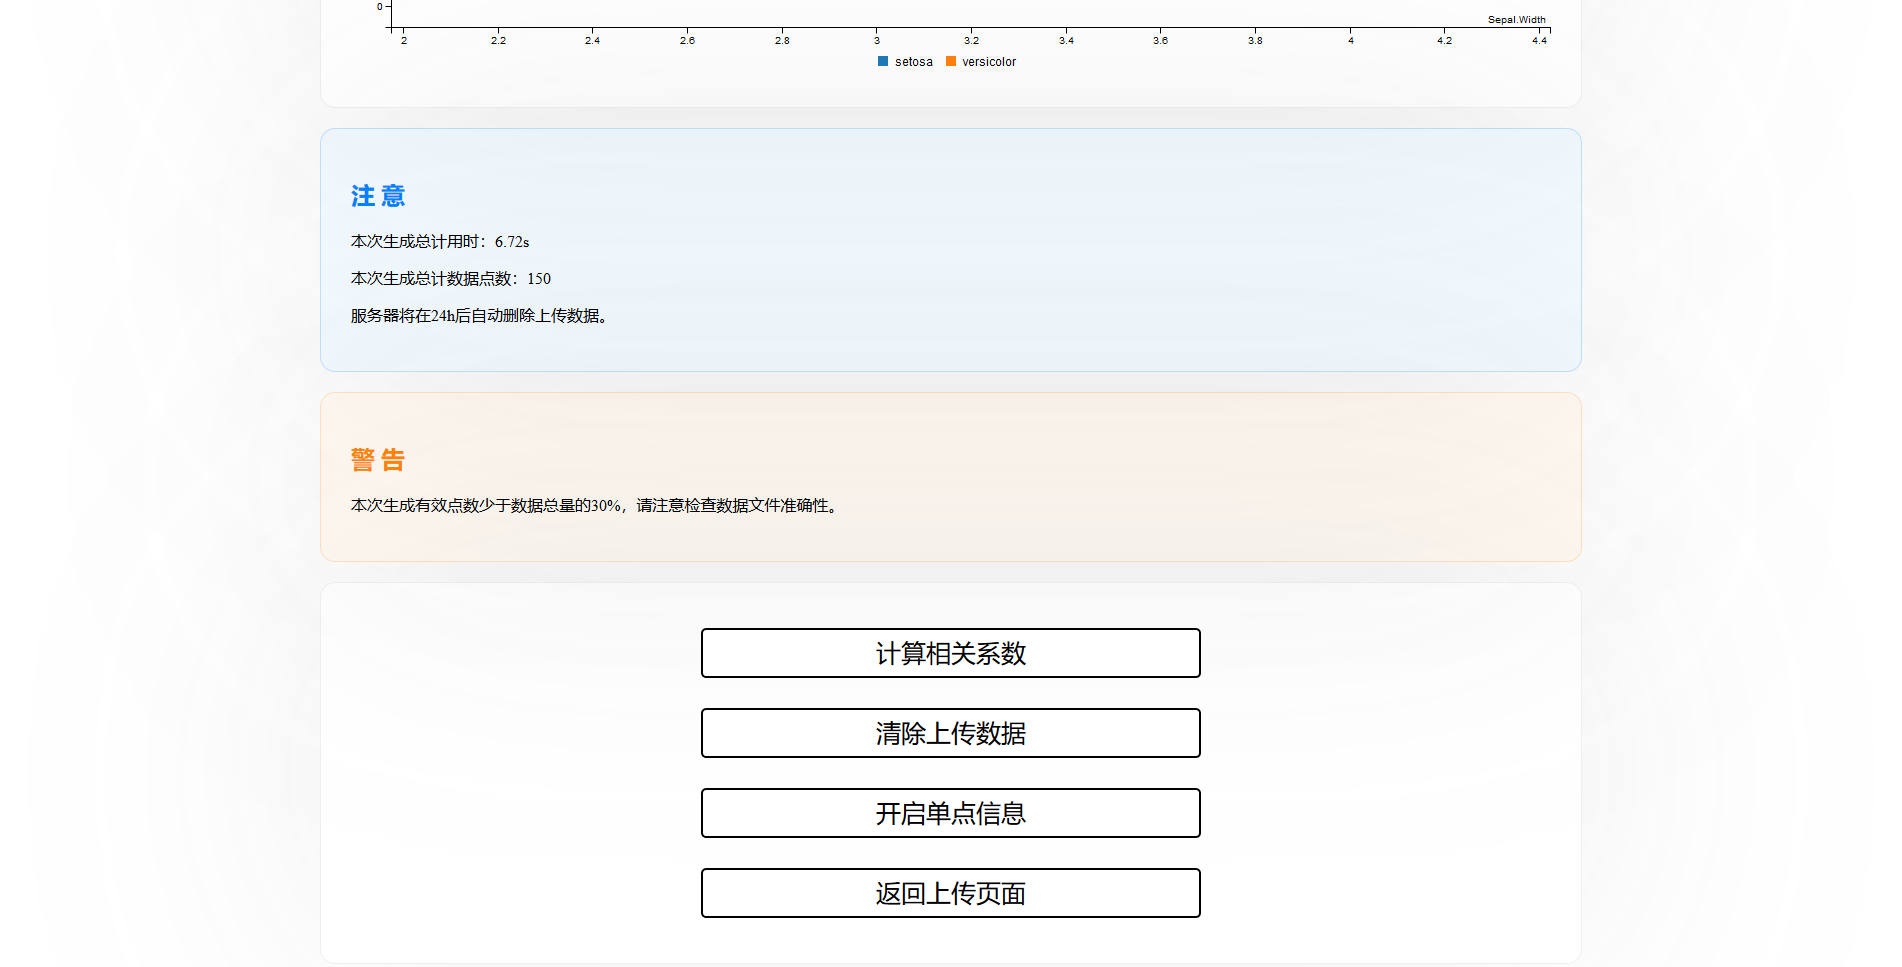 0
Sepal.Width
2 2.2 2.4 2.6 2.8 3 3.2 3.4 3.6 3.8 4 4.2 4.4
setosa versicolor
注意
本次生成总计用时：6.72s
本次生成总计数据点数：150
服务器将在24h后自动删除上传数据。
警告
本次生成有效点数少于数据总量的30%，请注意检查数据文件准确性。
计算相关系数
清除上传数据
开启单点信息
返回上传页面